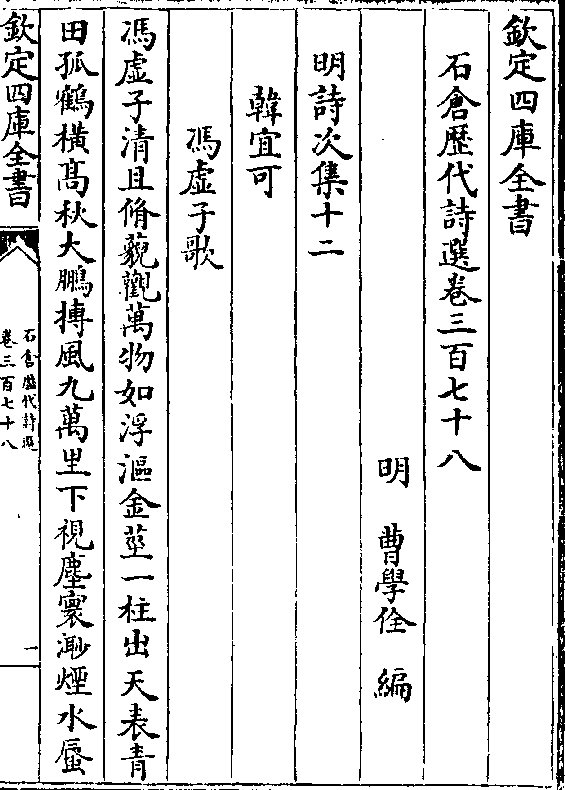 欽定四庫全書
石倉歴代詩選卷三百七十八
明 曹學佺 編
明詩次集十二
韓宜可
馮虛子歌
馮虛子清且脩藐觀萬物如浮漚金莖一柱出天表青
田孤鶴橫髙秋大鵬摶風九萬里下視塵寰渺煙水蜃
欽定四庫全書
石倉歴代詩選
卷三百七十八
一